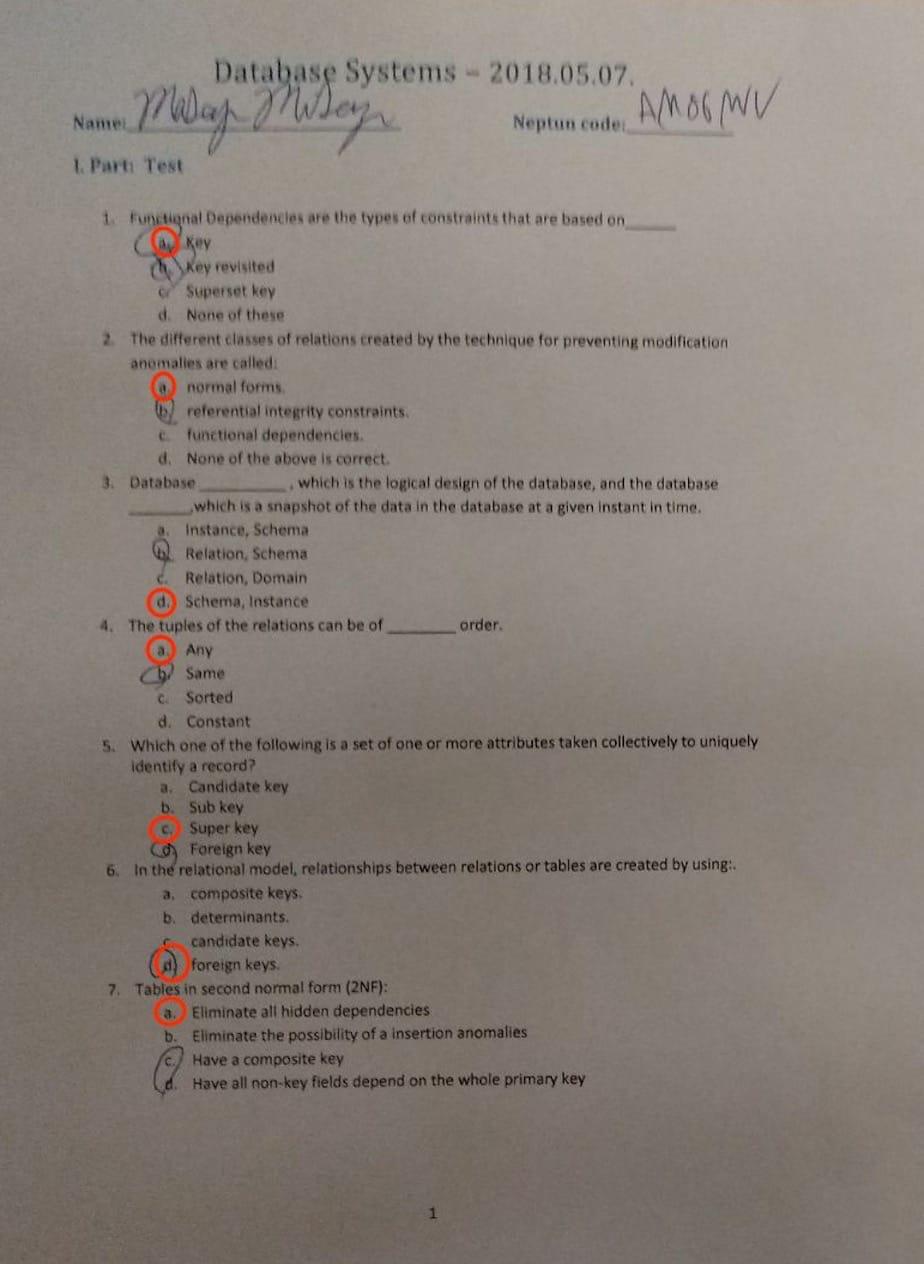 Database Systems – 2018.05.07.
Name: Neptun code: AM06MV
I. Part: Test
1. Functional Dependencies are the types of constraints that are based on______
a. Key
b. Key revisited
c. Superset key
d. None of these
2. The different classes of relations created by the technique for preventing modification
anomalies are called:
a. normal forms.
b. referential integrity constraints.
c. functional dependencies.
d. None of the above is correct.
3. Database __________ , which is the logical design of the database, and the database
_______,which is a snapshot of the data in the database at a given instant in time.
a. Instance, Schema
b. Relation, Schema
c. Relation, Domain
d. Schema, Instance
4. The tuples of the relations can be of ________ order.
a. Any
b. Same
c. Sorted
d. Constant
5. Which one of the following is a set of one or more attributes taken collectively to uniquely
identify a record?
a. Candidate key
b. Sub key
c. Super key
d. Foreign key
6. In the relational model, relationships between relations or tables are created by using:.
a. composite keys.
b. determinants.
c. candidate keys.
d. foreign keys.
7. Tables in second normal form (2NF):
a. Eliminate all hidden dependencies
b. Eliminate the possibility of a insertion anomalies
c. Have a composite key
d. Have all non-key fields depend on the whole primary key
1